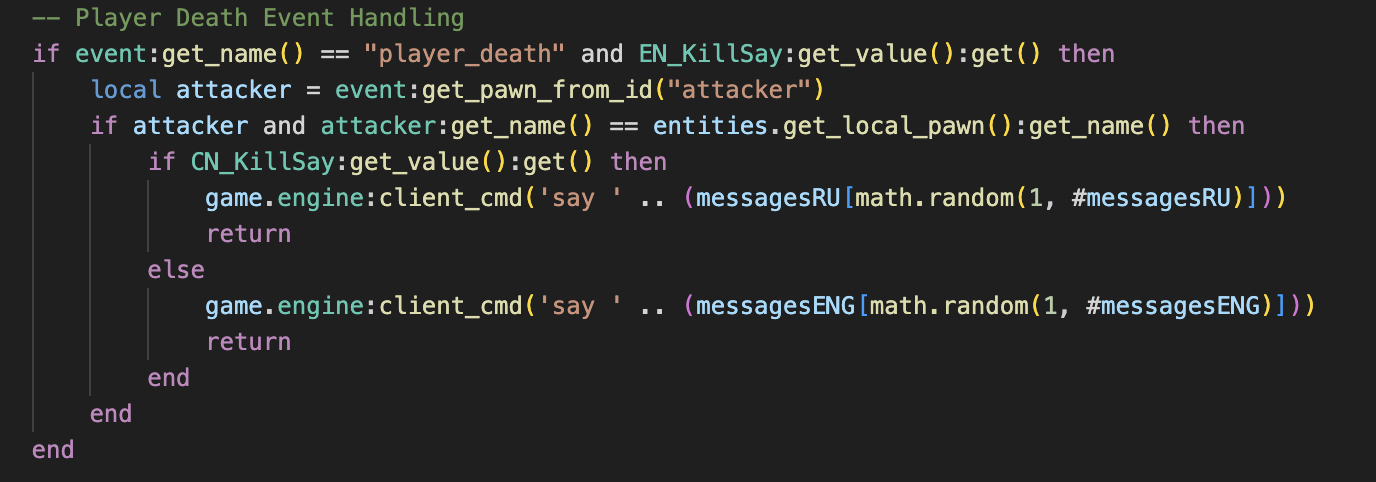 -- Player Death Event Handling
if event:get_name() == "player_death" and EN_KillSay:get_value():get() then
    local attacker = event:get_pawn_from_id("attacker")
    if attacker and attacker:get_name() == entities.get_local_pawn():get_name() then
        if CN_KillSay:get_value():get() then
            game.engine:client_cmd('say ' .. (messagesRU[math.random(1, #messagesRU)]))
            return
        else
            game.engine:client_cmd('say ' .. (messagesENG[math.random(1, #messagesENG)]))
            return
        end
    end
end